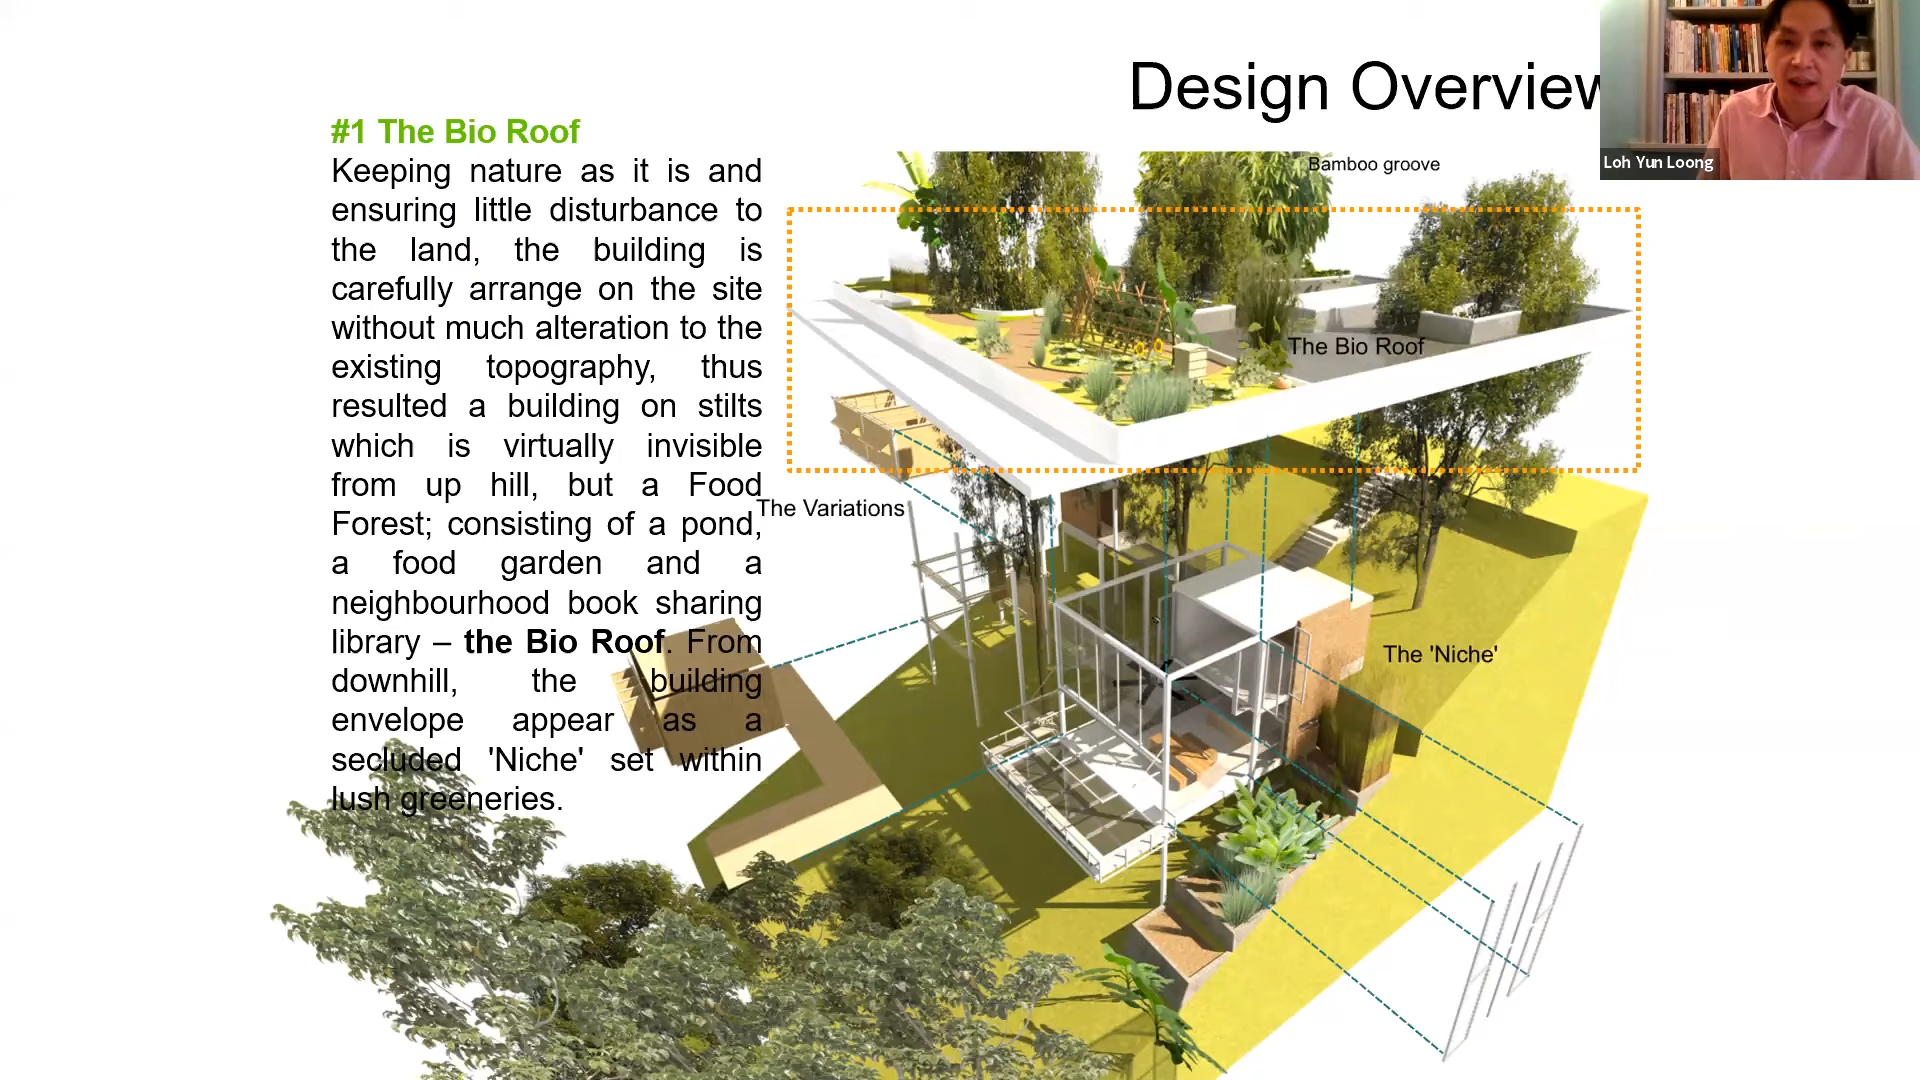 Design Overview
Loh Yun Loong
#1 The Bio Roof
Keeping nature as it is and
ensuring little disturbance to
the land, the building is
carefully arrange on the site
without much alteration to the
existing topography, thus
resulted a building on stilts
which is virtually invisible
from up hill, but a Food
Forest; consisting of a pond,
a food garden and a
neighbourhood book sharing
library – the Bio Roof. From
downhill, the building
envelope appear as a
secluded 'Niche' set within
lush greeneries.
Bamboo groove
The Bio Roof
The Variations
The 'Niche'